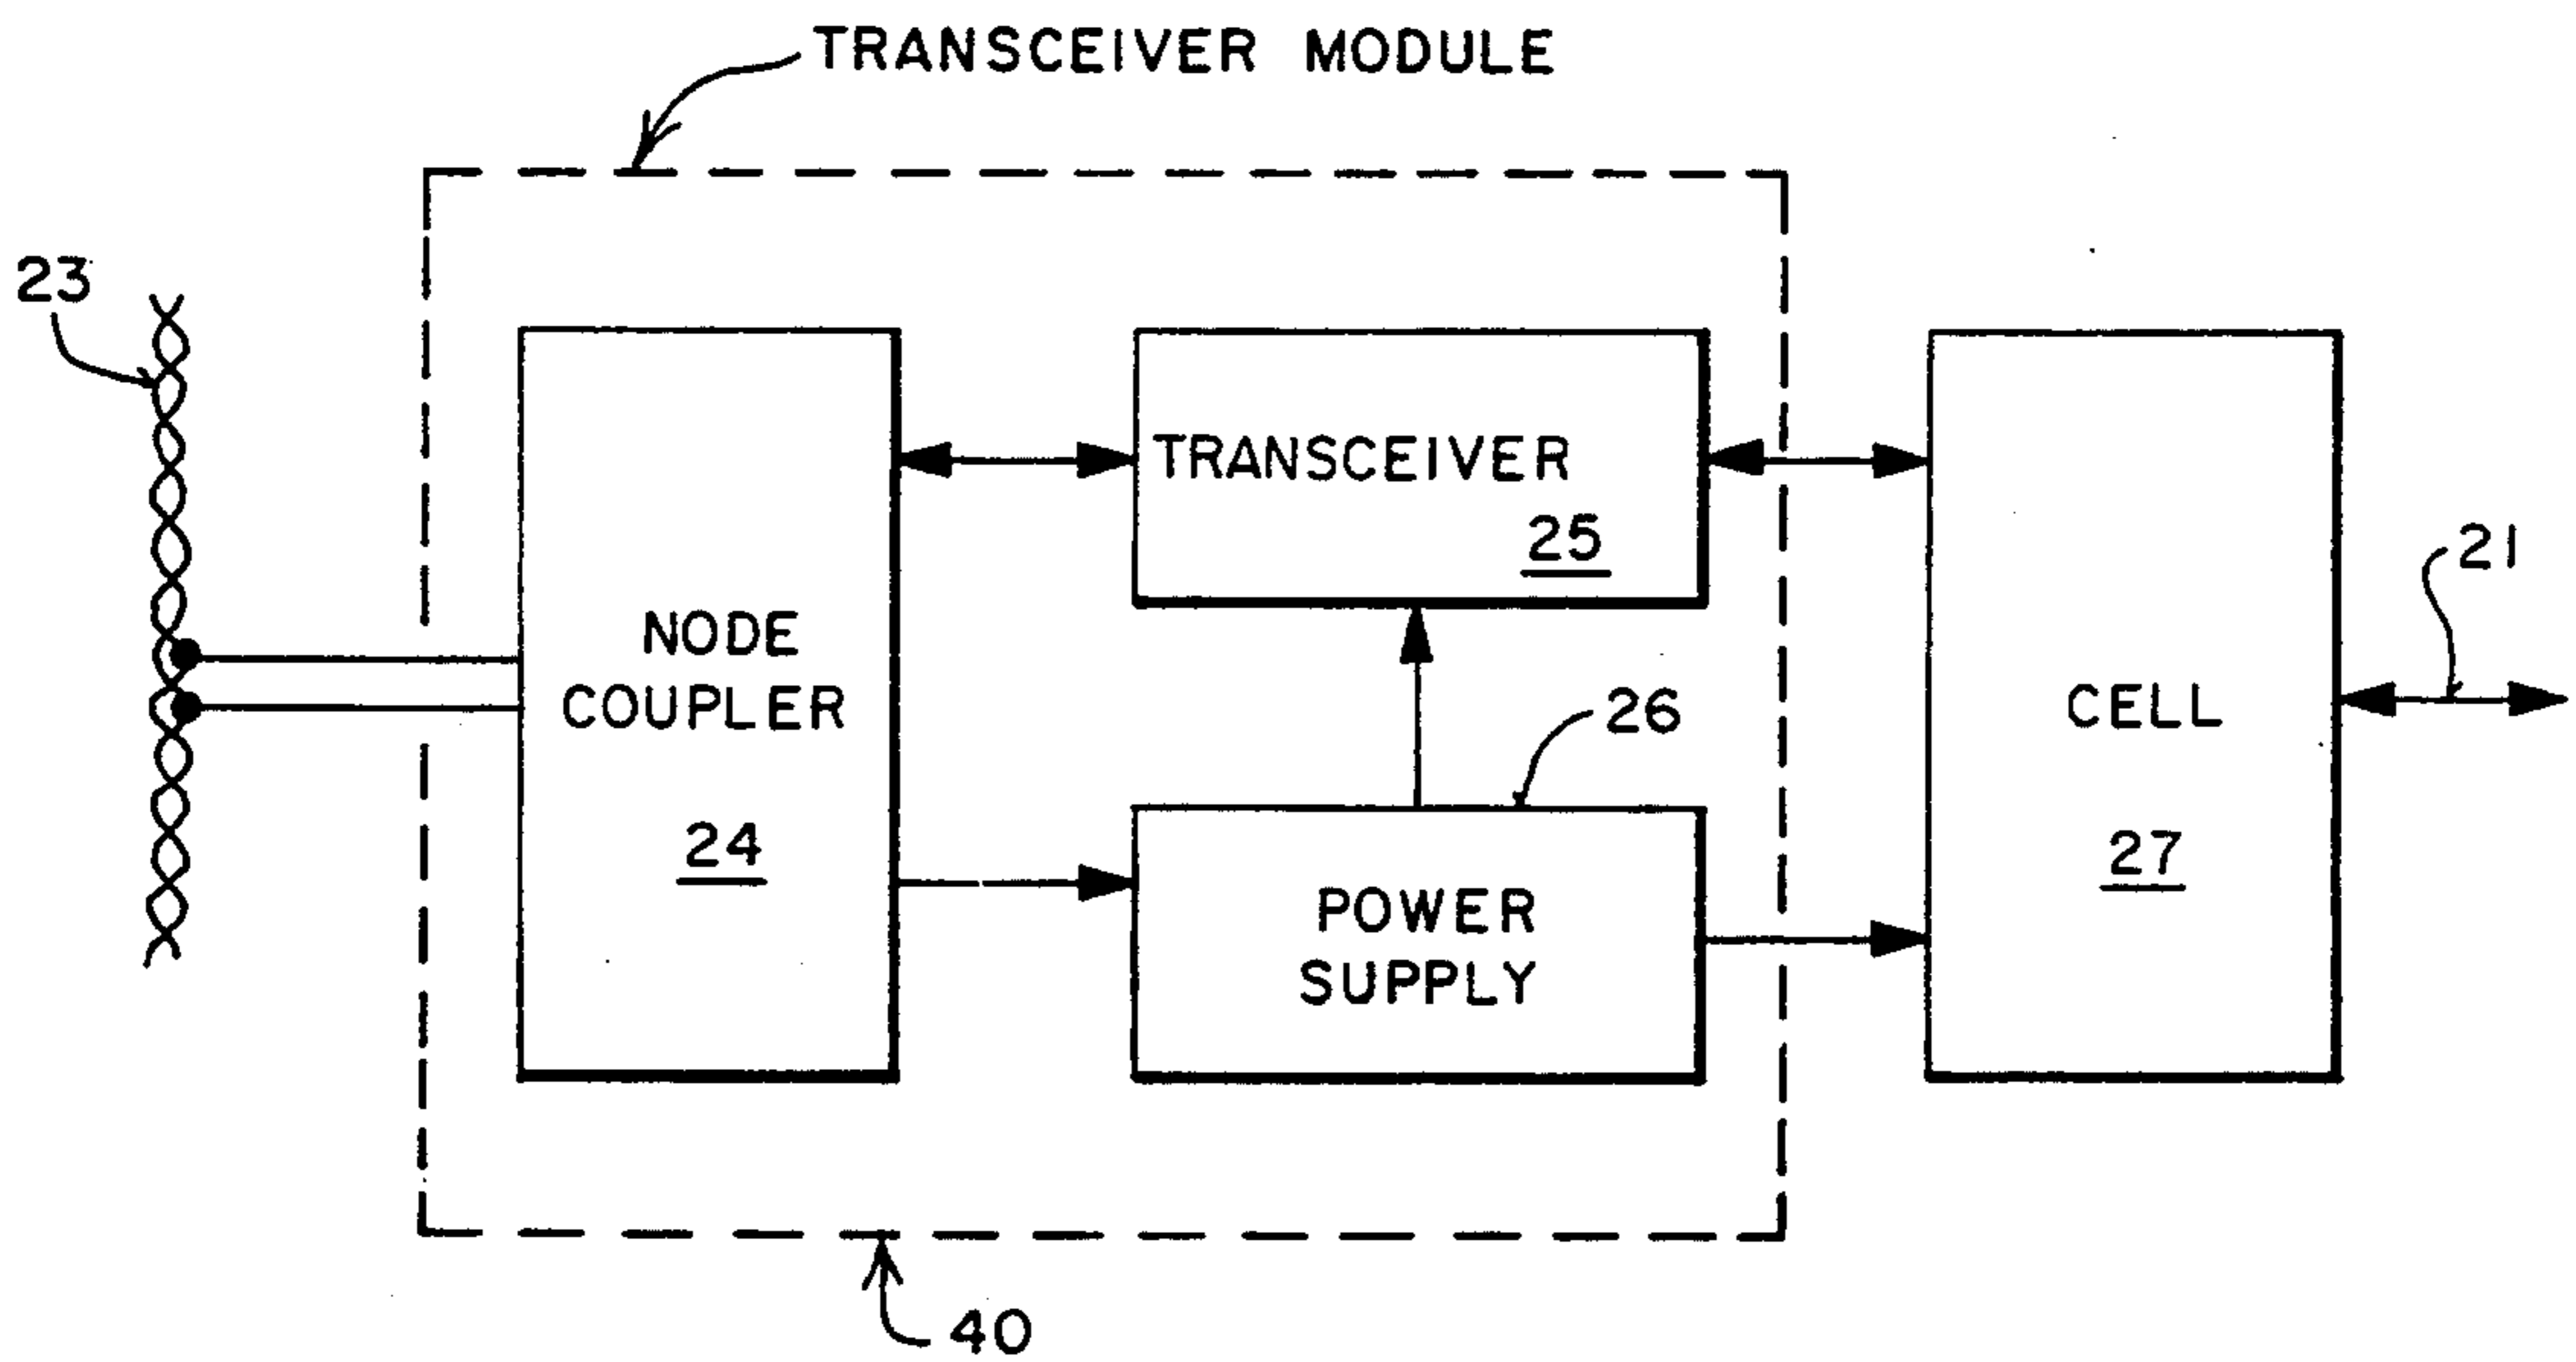 TRANSCEIVER MODULE
23
TRANSCEIVER
25
21
NODE
COUPLER
24
26
CELL
27
POWER
SUPPLY
40